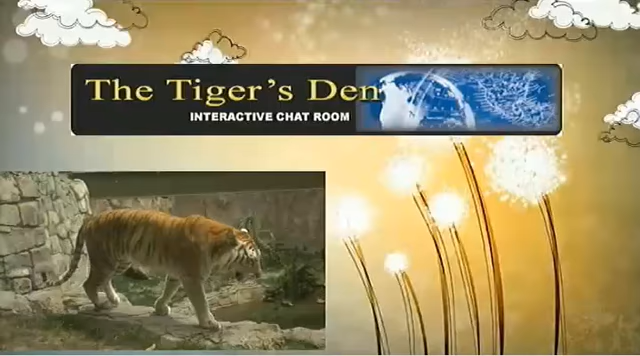 The Tiger's Den
INTERACTIVE CHAT ROOM